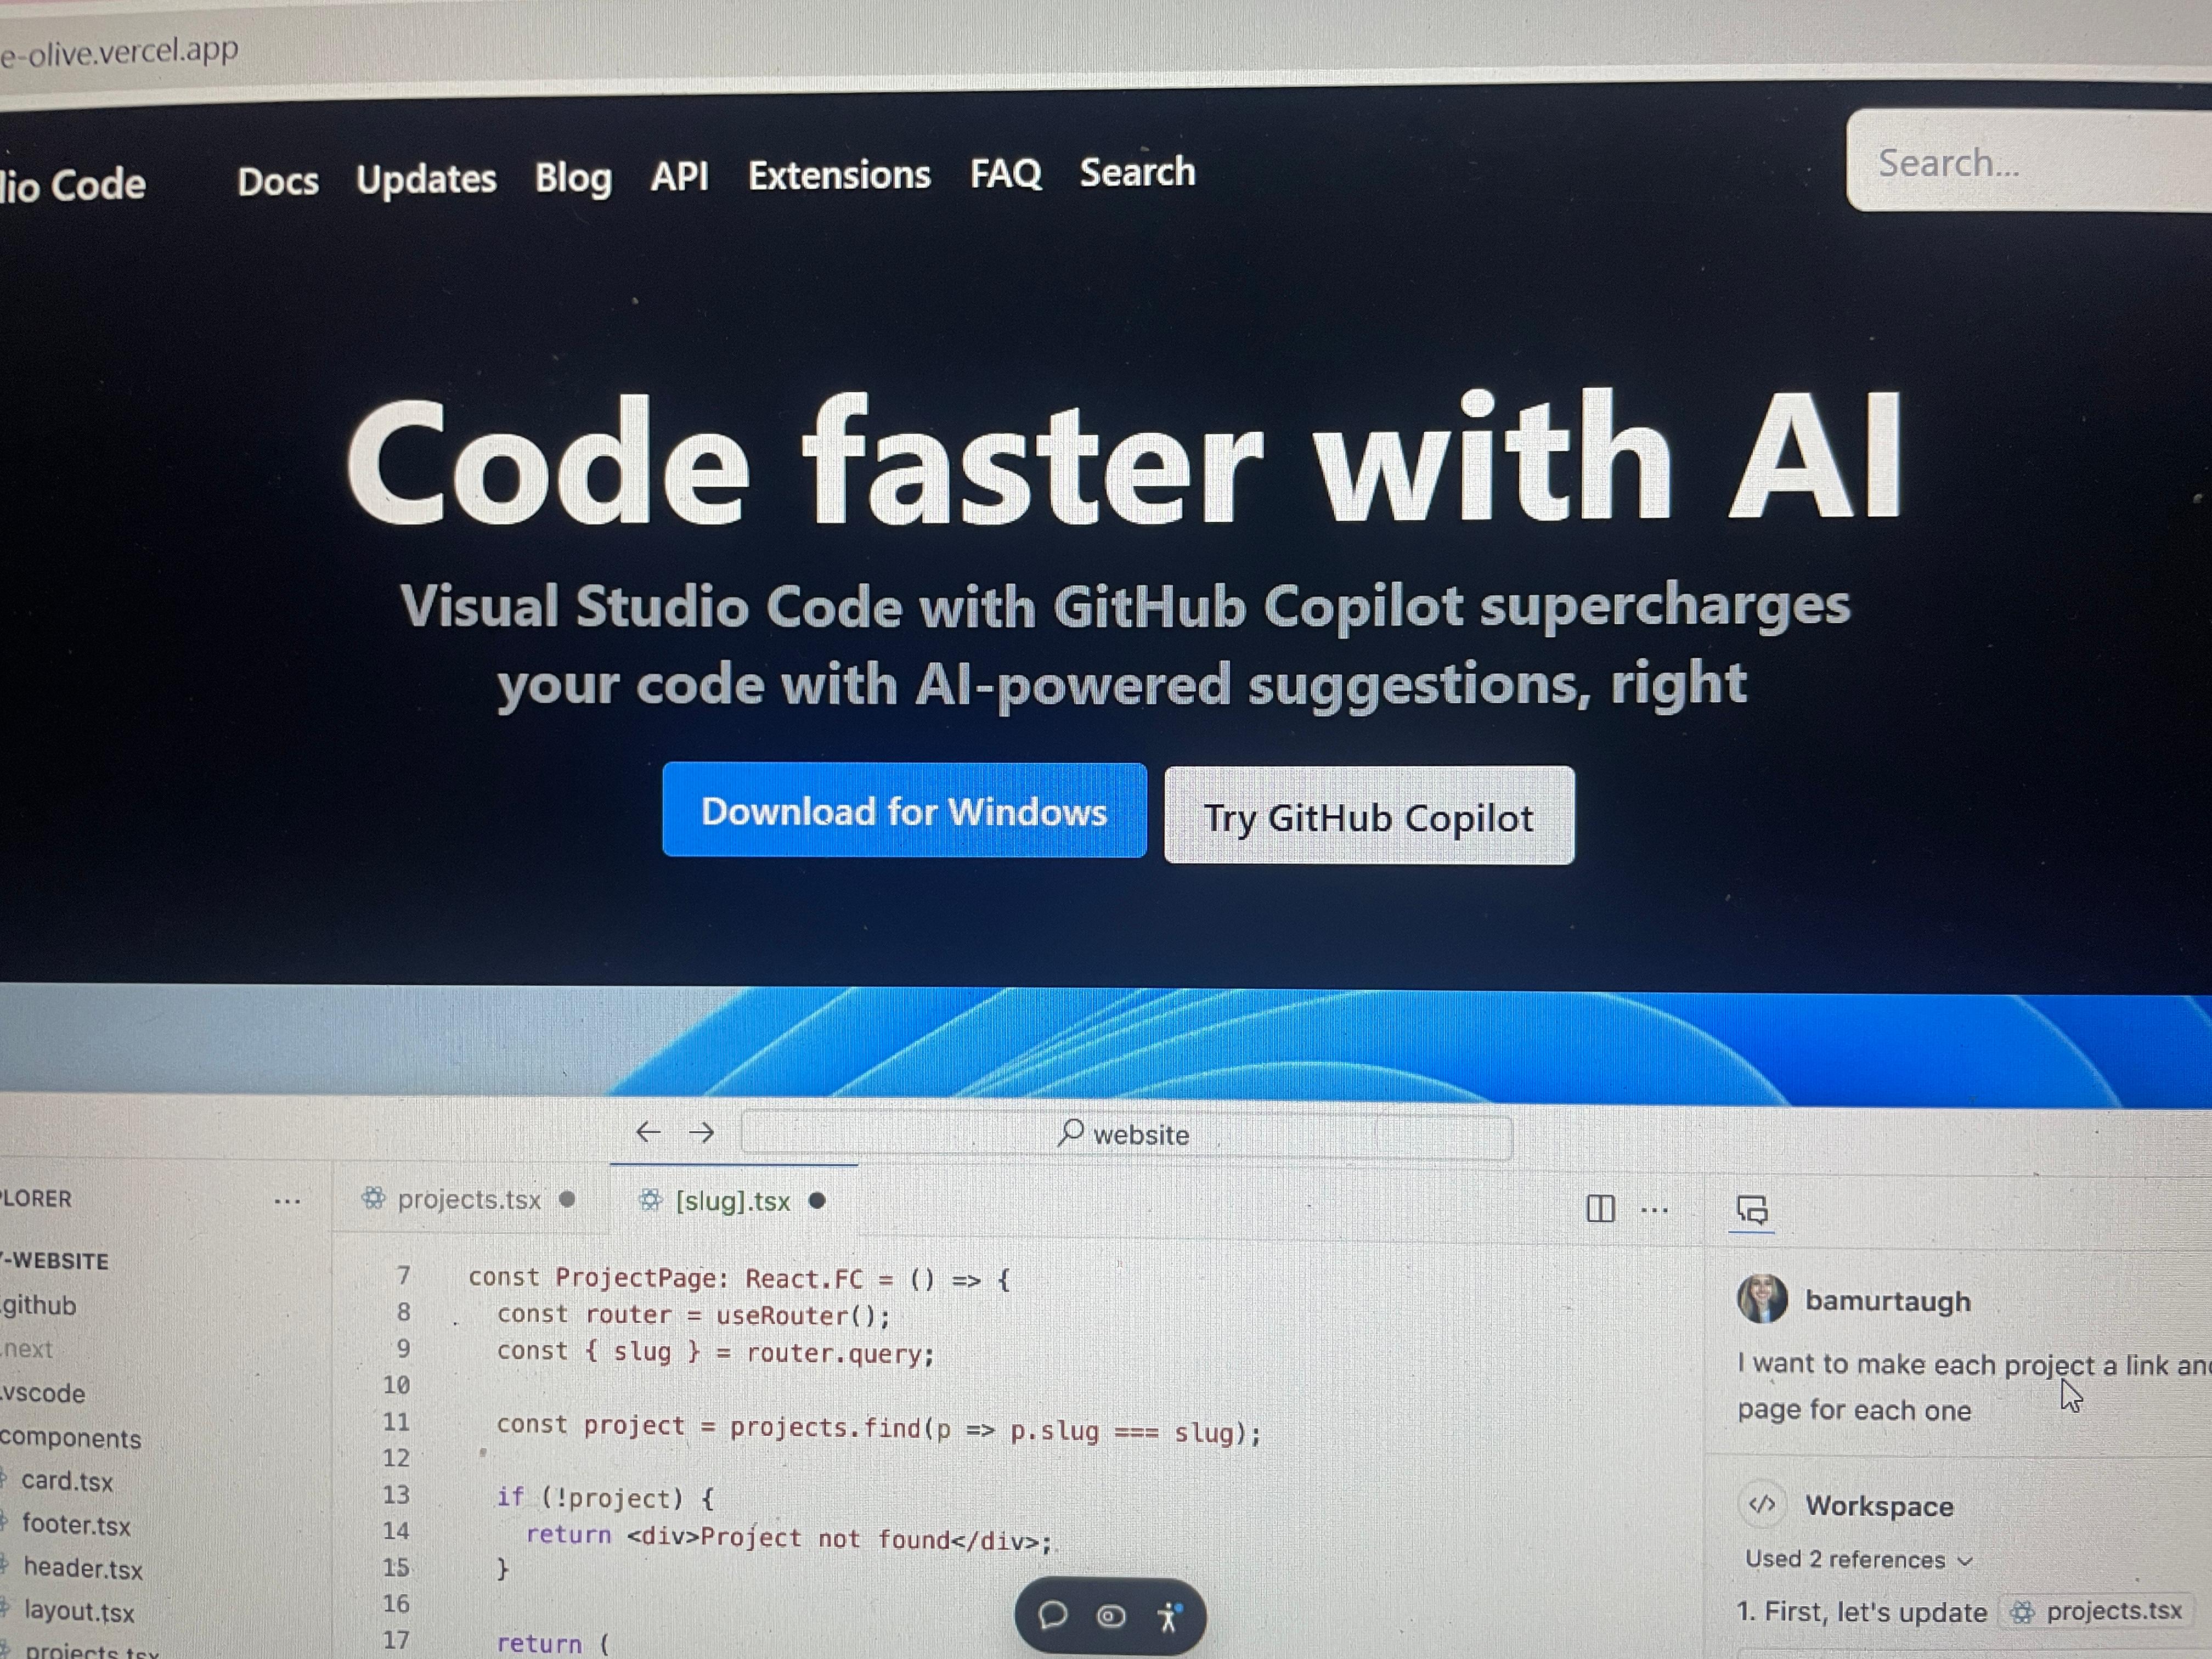 e-olive.vercel.app
dio Code Docs Updates Blog API Extensions FAQ Search
Search...
Code faster with AI
Visual Studio Code with GitHub Copilot supercharges
your code with AI-powered suggestions, right
Download for Windows
Try GitHub Copilot
website
PLORER ...
projects.tsx
[slug].tsx
...
-WEBSITE
.github
.next
.vscode
components
card.tsx
footer.tsx
header.tsx
layout.tsx
projects.tsx
7 const ProjectPage: React.FC = () => {
8 const router = useRouter();
9 const { slug } = router.query;
10
11 const project = projects.find(p => p.slug === slug);
12
13 if (!project) {
14 return <div>Project not found</div>;
15 }
16
17 return (
bamurtaugh
I want to make each project a link and
page for each one
</> Workspace
Used 2 references
1. First, let's update projects.tsx